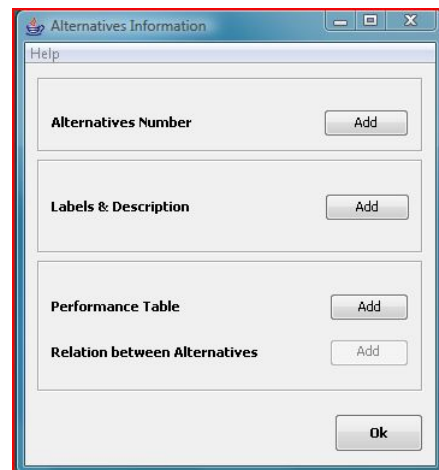 Alternatives Information
Help
Alternatives Number Add
Labels & Description Add
Performance Table Add
Relation between Alternatives Add
Ok